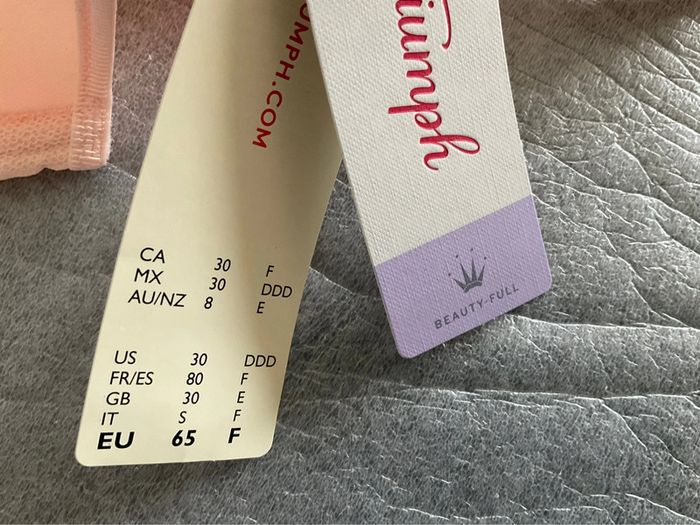 UMPH.COM
CA 30 F
MX 30 DDD
AU/NZ 8 E
US 30 DDD
FR/ES 80 F
GB 30 E
IT S F
EU 65 F
iumph
BEAUTY-FULL